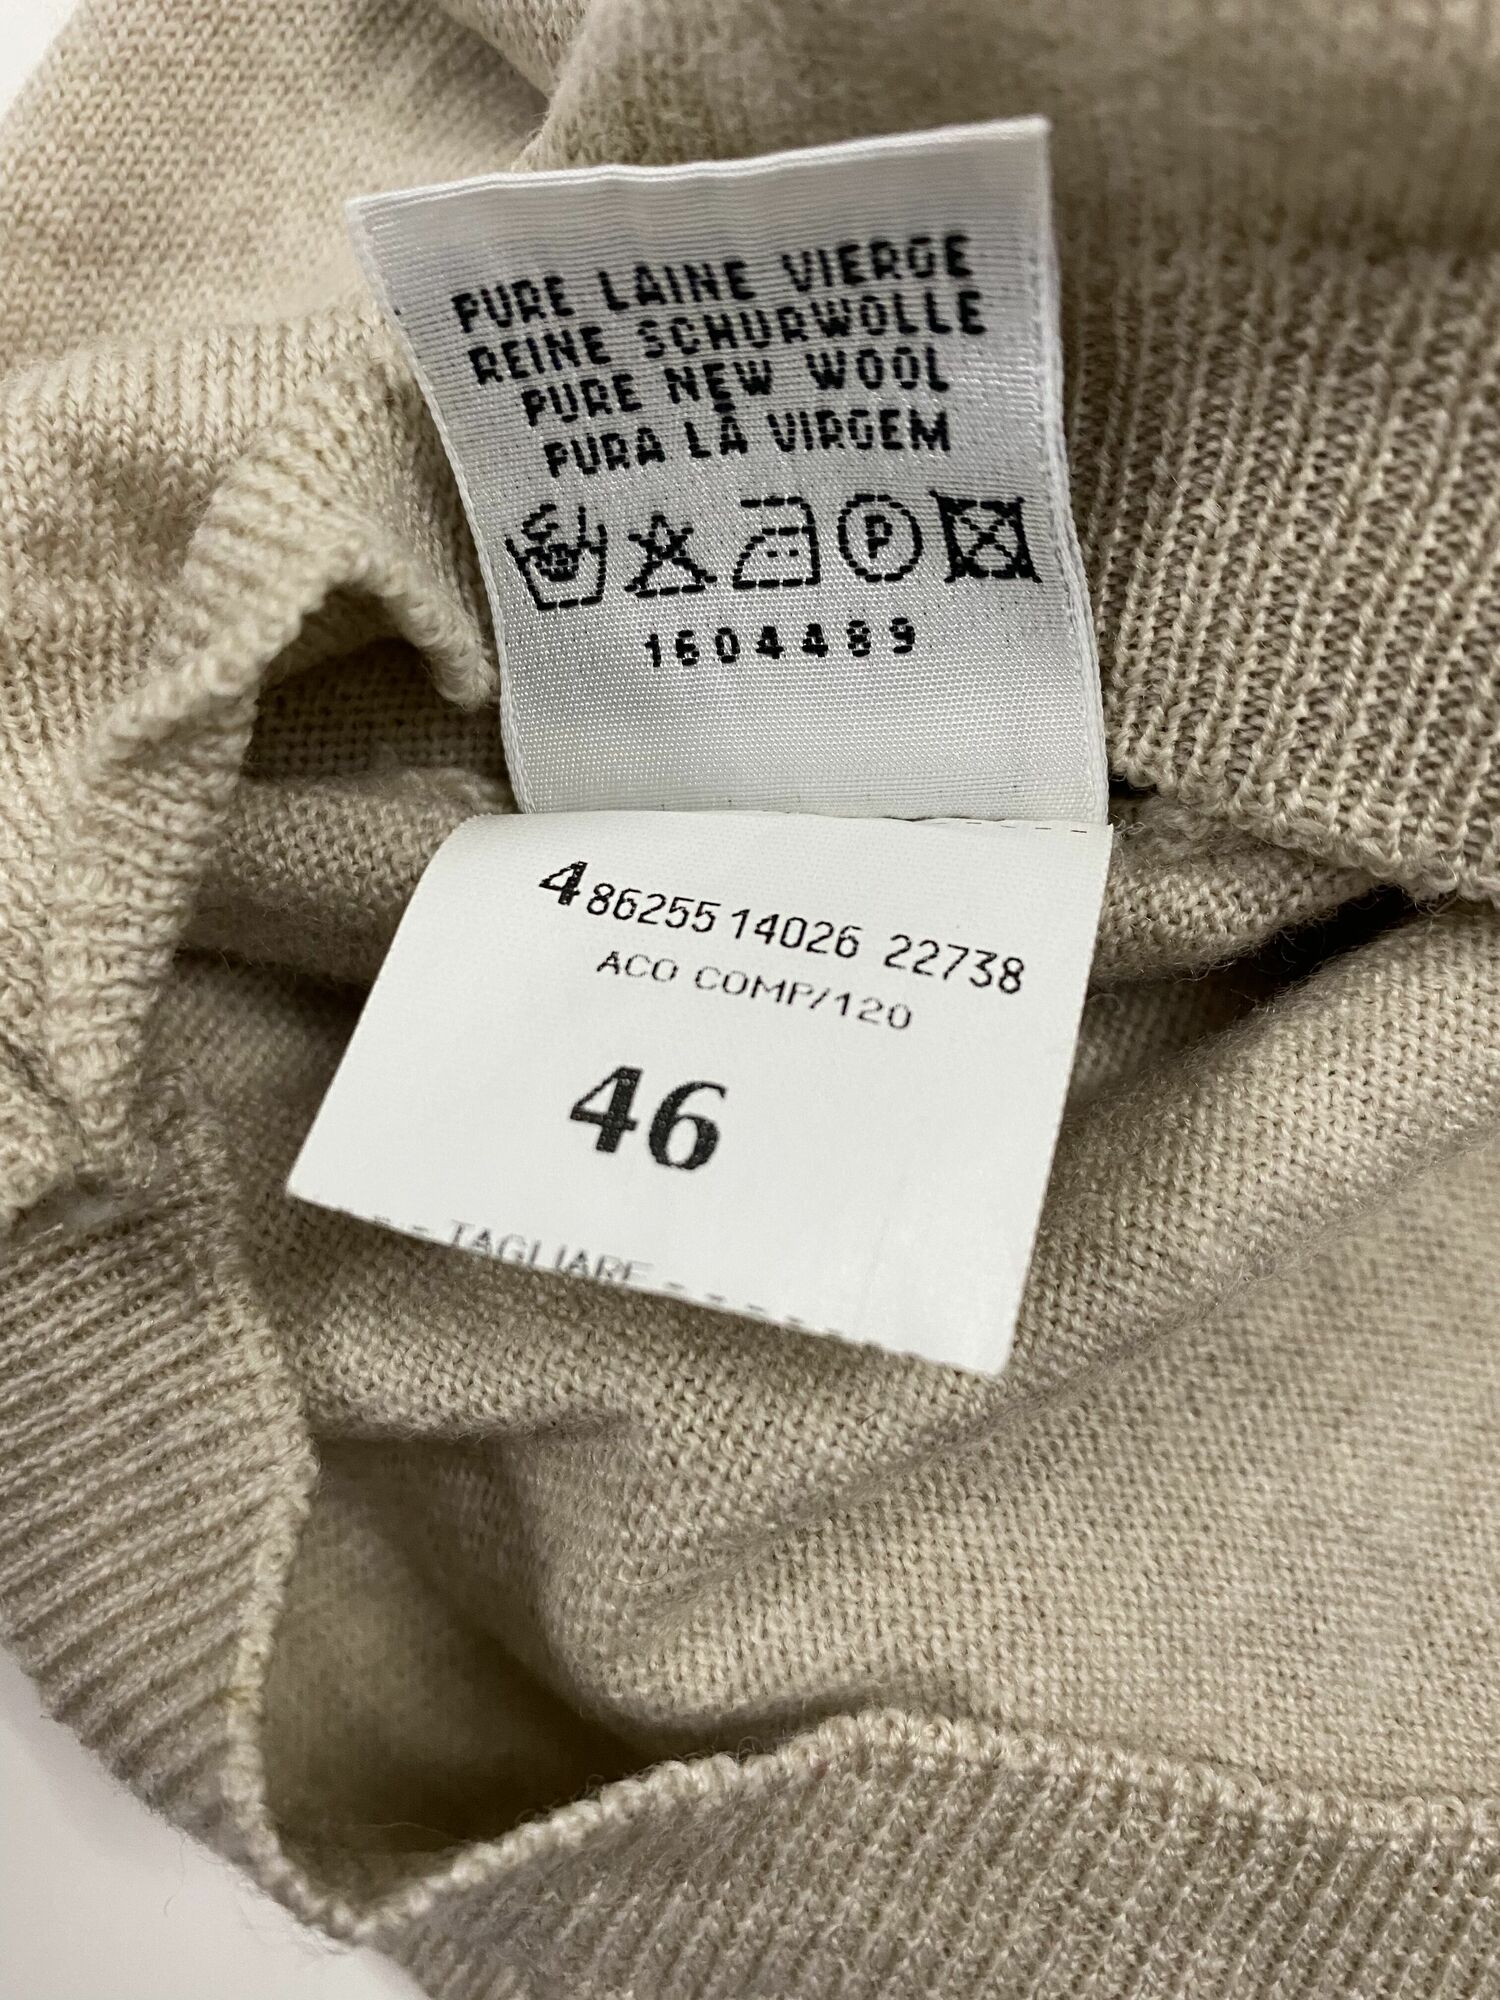 PURE LAINE VIERGE
REINE SCHURWOLLE
PURE NEW WOOL
PURA LÃ VIRGEM
P
1604489
4 86255 14026 22738
ACO COMP/120
46
TAGLIARE